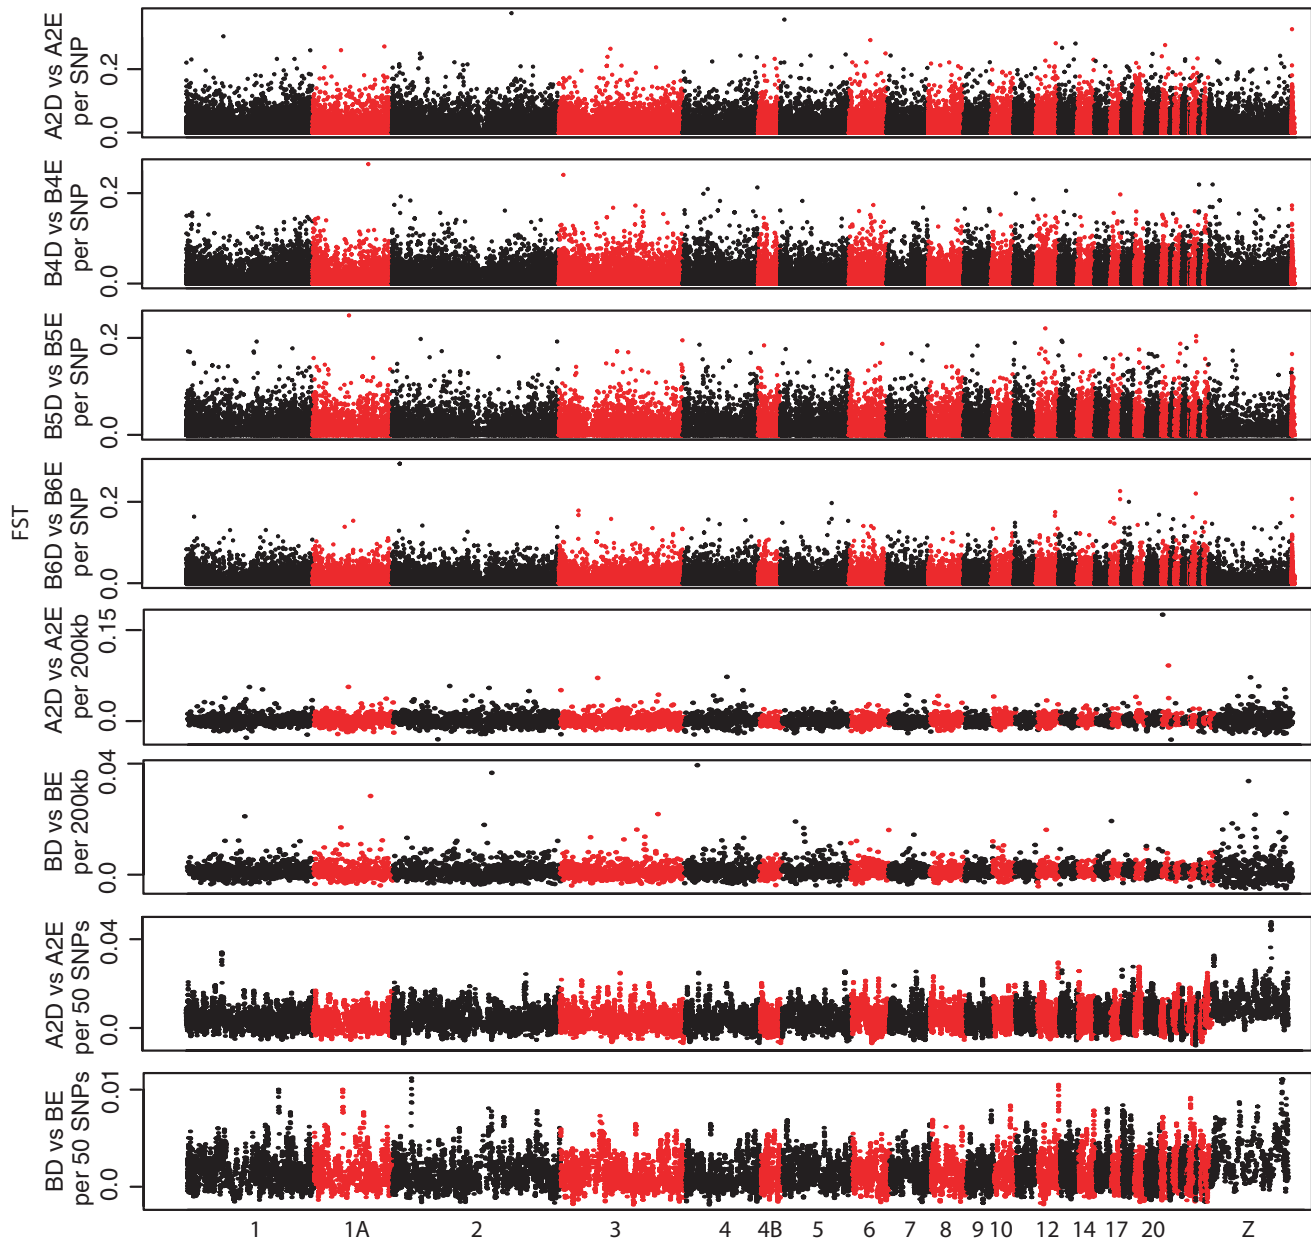 FST
A2D vs A2E
per SNP
0.0 0.2
B4D vs B4E
per SNP
0.0 0.2
B5D vs B5E
per SNP
0.0 0.2
B6D vs B6E
per SNP
0.0 0.2
A2D vs A2E
per 200kb
0.0 0.15
BD vs BE
per 200kb
0.0 0.04
A2D vs A2E
per 50 SNPs
0.0 0.04
BD vs BE
per 50 SNPs
0.0 0.01
1 1A 2 3 4 4B 5 6 7 8 9 10 12 14 17 20 Z